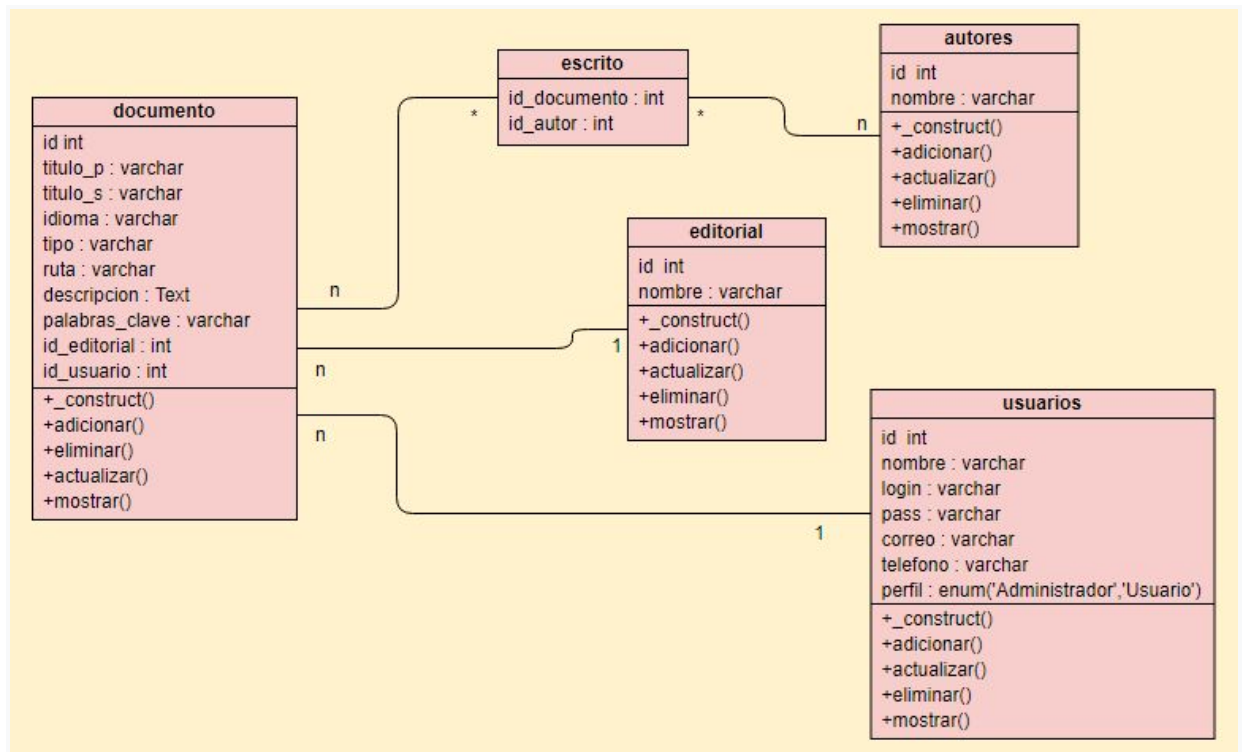 documento
id int
titulo_p : varchar
titulo_s : varchar
idioma : varchar
tipo : varchar
ruta : varchar
descripcion : Text
palabras_clave : varchar
id_editorial : int
id_usuario : int
+_construct()
+adicionar()
+eliminar()
+actualizar()
+mostrar()
n
n
n
*
escrito
id_documento : int
id_autor : int
*
n
autores
id int
nombre : varchar
+_construct()
+adicionar()
+actualizar()
+eliminar()
+mostrar()
1
editorial
id int
nombre : varchar
+_construct()
+adicionar()
+actualizar()
+eliminar()
+mostrar()
1
usuarios
id int
nombre : varchar
login : varchar
pass : varchar
correo : varchar
telefono : varchar
perfil : enum('Administrador','Usuario')
+_construct()
+adicionar()
+actualizar()
+eliminar()
+mostrar()